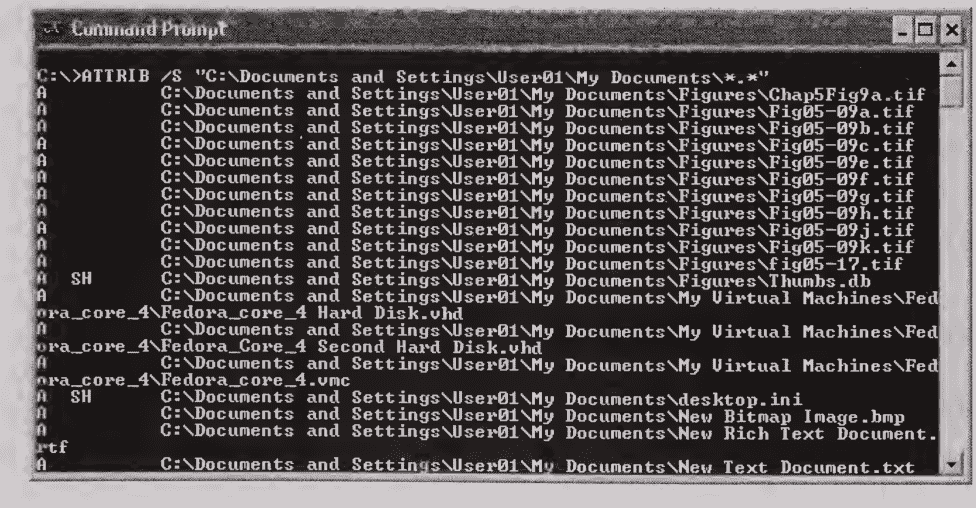 Command Prompt
C:\>ATTRIB /S "C:\Documents and Settings\User01\My Documents\*.*"
A          C:\Documents and Settings\User01\My Documents\Figures\Chap5Fig9a.tif
A          C:\Documents and Settings\User01\My Documents\Figures\Fig05-09a.tif
A          C:\Documents and Settings\User01\My Documents\Figures\Fig05-09b.tif
A          C:\Documents and Settings\User01\My Documents\Figures\Fig05-09c.tif
A          C:\Documents and Settings\User01\My Documents\Figures\Fig05-09e.tif
A          C:\Documents and Settings\User01\My Documents\Figures\Fig05-09f.tif
A          C:\Documents and Settings\User01\My Documents\Figures\Fig05-09g.tif
A          C:\Documents and Settings\User01\My Documents\Figures\Fig05-09h.tif
A          C:\Documents and Settings\User01\My Documents\Figures\Fig05-09j.tif
A          C:\Documents and Settings\User01\My Documents\Figures\Fig05-09k.tif
A          C:\Documents and Settings\User01\My Documents\Figures\fig05-17.tif
A  SH      C:\Documents and Settings\User01\My Documents\Figures\Thumbs.db
A          C:\Documents and Settings\User01\My Documents\My Virtual Machines\Fed
ora_core_4\Fedora_core_4 Hard Disk.vhd
A          C:\Documents and Settings\User01\My Documents\My Virtual Machines\Fed
ora_core_4\Fedora_Core_4 Second Hard Disk.vhd
A          C:\Documents and Settings\User01\My Documents\My Virtual Machines\Fed
ora_core_4\Fedora_core_4.vmc
A  SH      C:\Documents and Settings\User01\My Documents\desktop.ini
A          C:\Documents and Settings\User01\My Documents\New Bitmap Image.bmp
A          C:\Documents and Settings\User01\My Documents\New Rich Text Document.
rtf
A          C:\Documents and Settings\User01\My Documents\New Text Document.txt